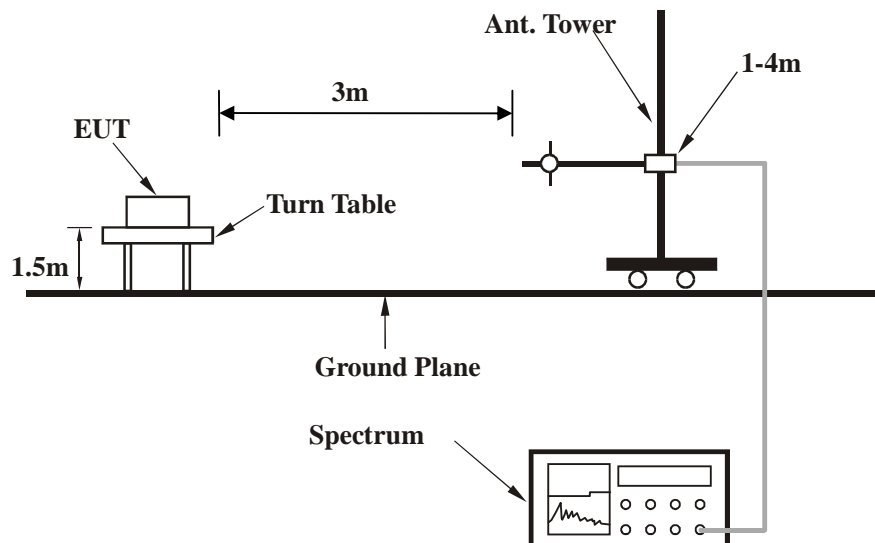 Ant. Tower
1-4m
3m
EUT
Turn Table
1.5m
Ground Plane
Spectrum